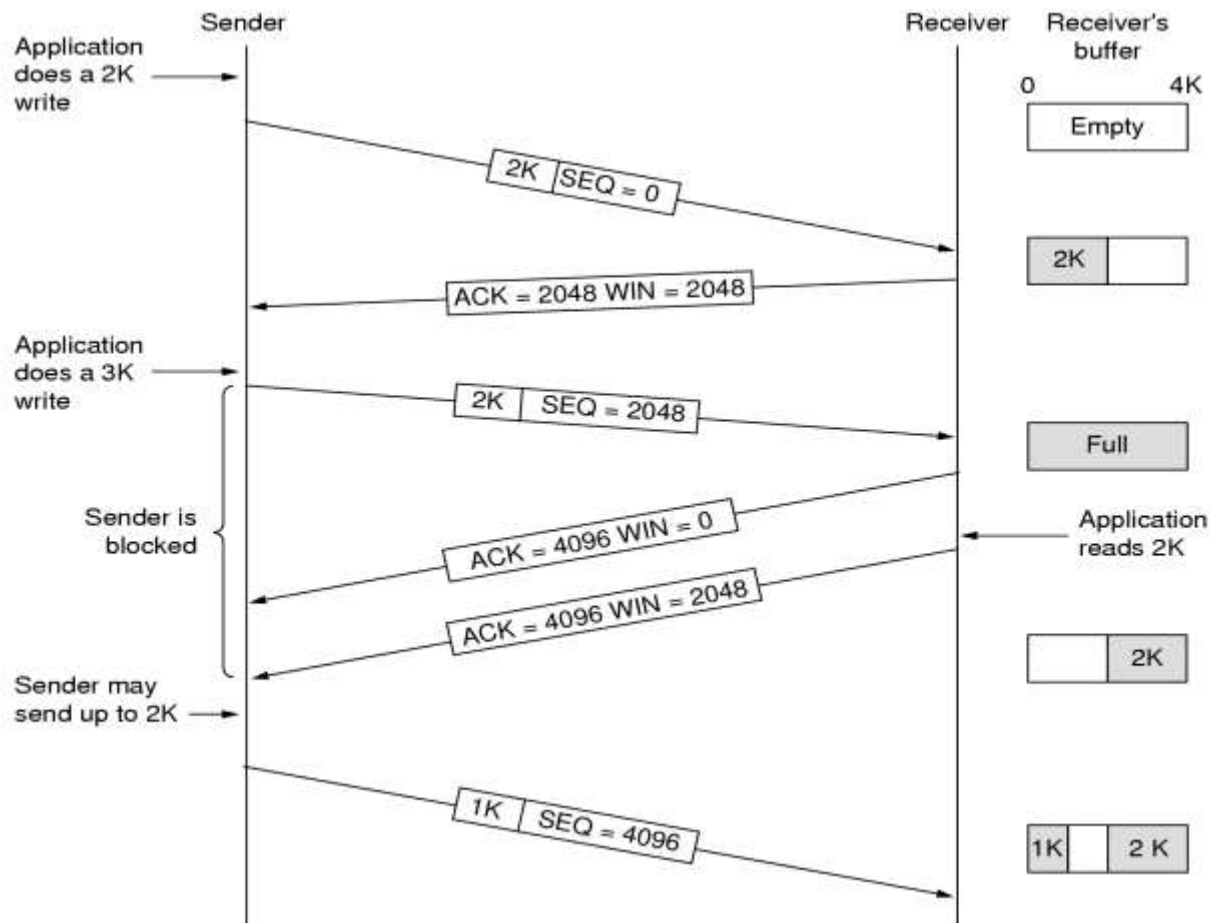 Sender
Receiver
Receiver's
buffer
Application
does a 2K
write
0 4K
Empty
2K SEQ = 0
2K
ACK = 2048 WIN = 2048
Application
does a 3K
write
2K SEQ = 2048
Full
Sender is
blocked
ACK = 4096 WIN = 0
Application
reads 2K
ACK = 4096 WIN = 2048
2K
Sender may
send up to 2K
1K SEQ = 4096
1K 2 K